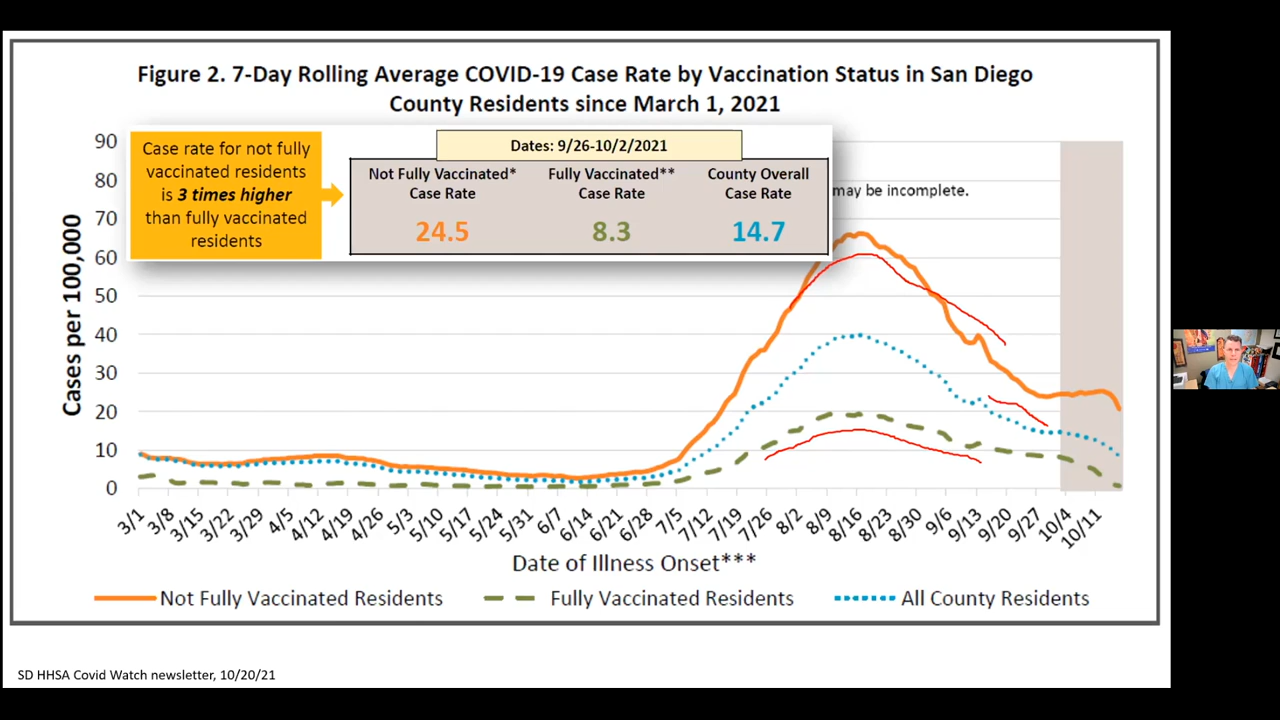 Figure 2. 7-Day Rolling Average COVID-19 Case Rate by Vaccination Status in San Diego
County Residents since March 1, 2021
Case rate for not fully
vaccinated residents
is 3 times higher
than fully vaccinated
residents
Dates: 9/26-10/2/2021
Not Fully Vaccinated*
Case Rate
24.5
Fully Vaccinated**
Case Rate
8.3
County Overall
Case Rate
14.7
may be incomplete.
Cases per 100,000
90
80
70
60
50
40
30
20
10
0
3/1
3/8
3/15
3/22
3/29
4/5
4/12
4/19
4/26
5/3
5/10
5/17
5/24
5/31
6/7
6/14
6/21
6/28
7/5
7/12
7/19
7/26
8/2
8/9
8/16
8/23
8/30
9/6
9/13
9/20
9/27
10/4
10/11
Date of Illness Onset***
Not Fully Vaccinated Residents
Fully Vaccinated Residents
All County Residents
SD HHSA Covid Watch newsletter, 10/20/21